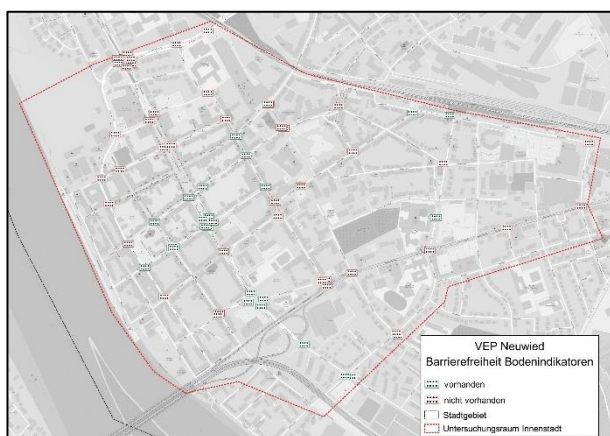 VEP Neuwied
Barrierefreiheit Bodenindikatoren
vorhanden
nicht vorhanden
Stadtgebiet
Untersuchungsraum Innenstadt